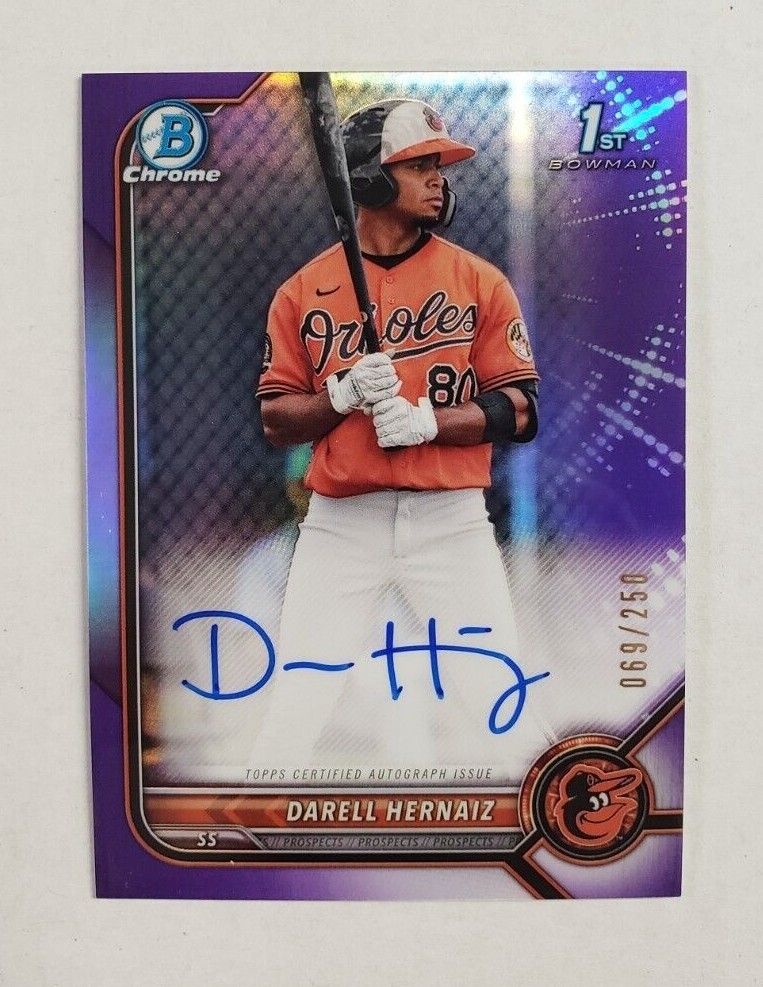 B
Chrome
1ST
BOWMAN
Orioles
80
069/250
TOPPS CERTIFIED AUTOGRAPH ISSUE
DARELL HERNAIZ
SS
// PROSPECTS // PROSPECTS // PROSPECTS // P